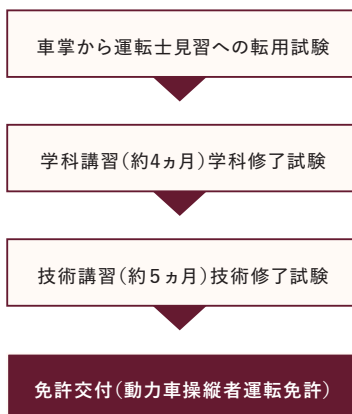 車掌から運転士見習への転用試験
学科講習(約4ヵ月)学科修了試験
技術講習(約5ヵ月)技術修了試験
免許交付(動力車操縦者運転免許)